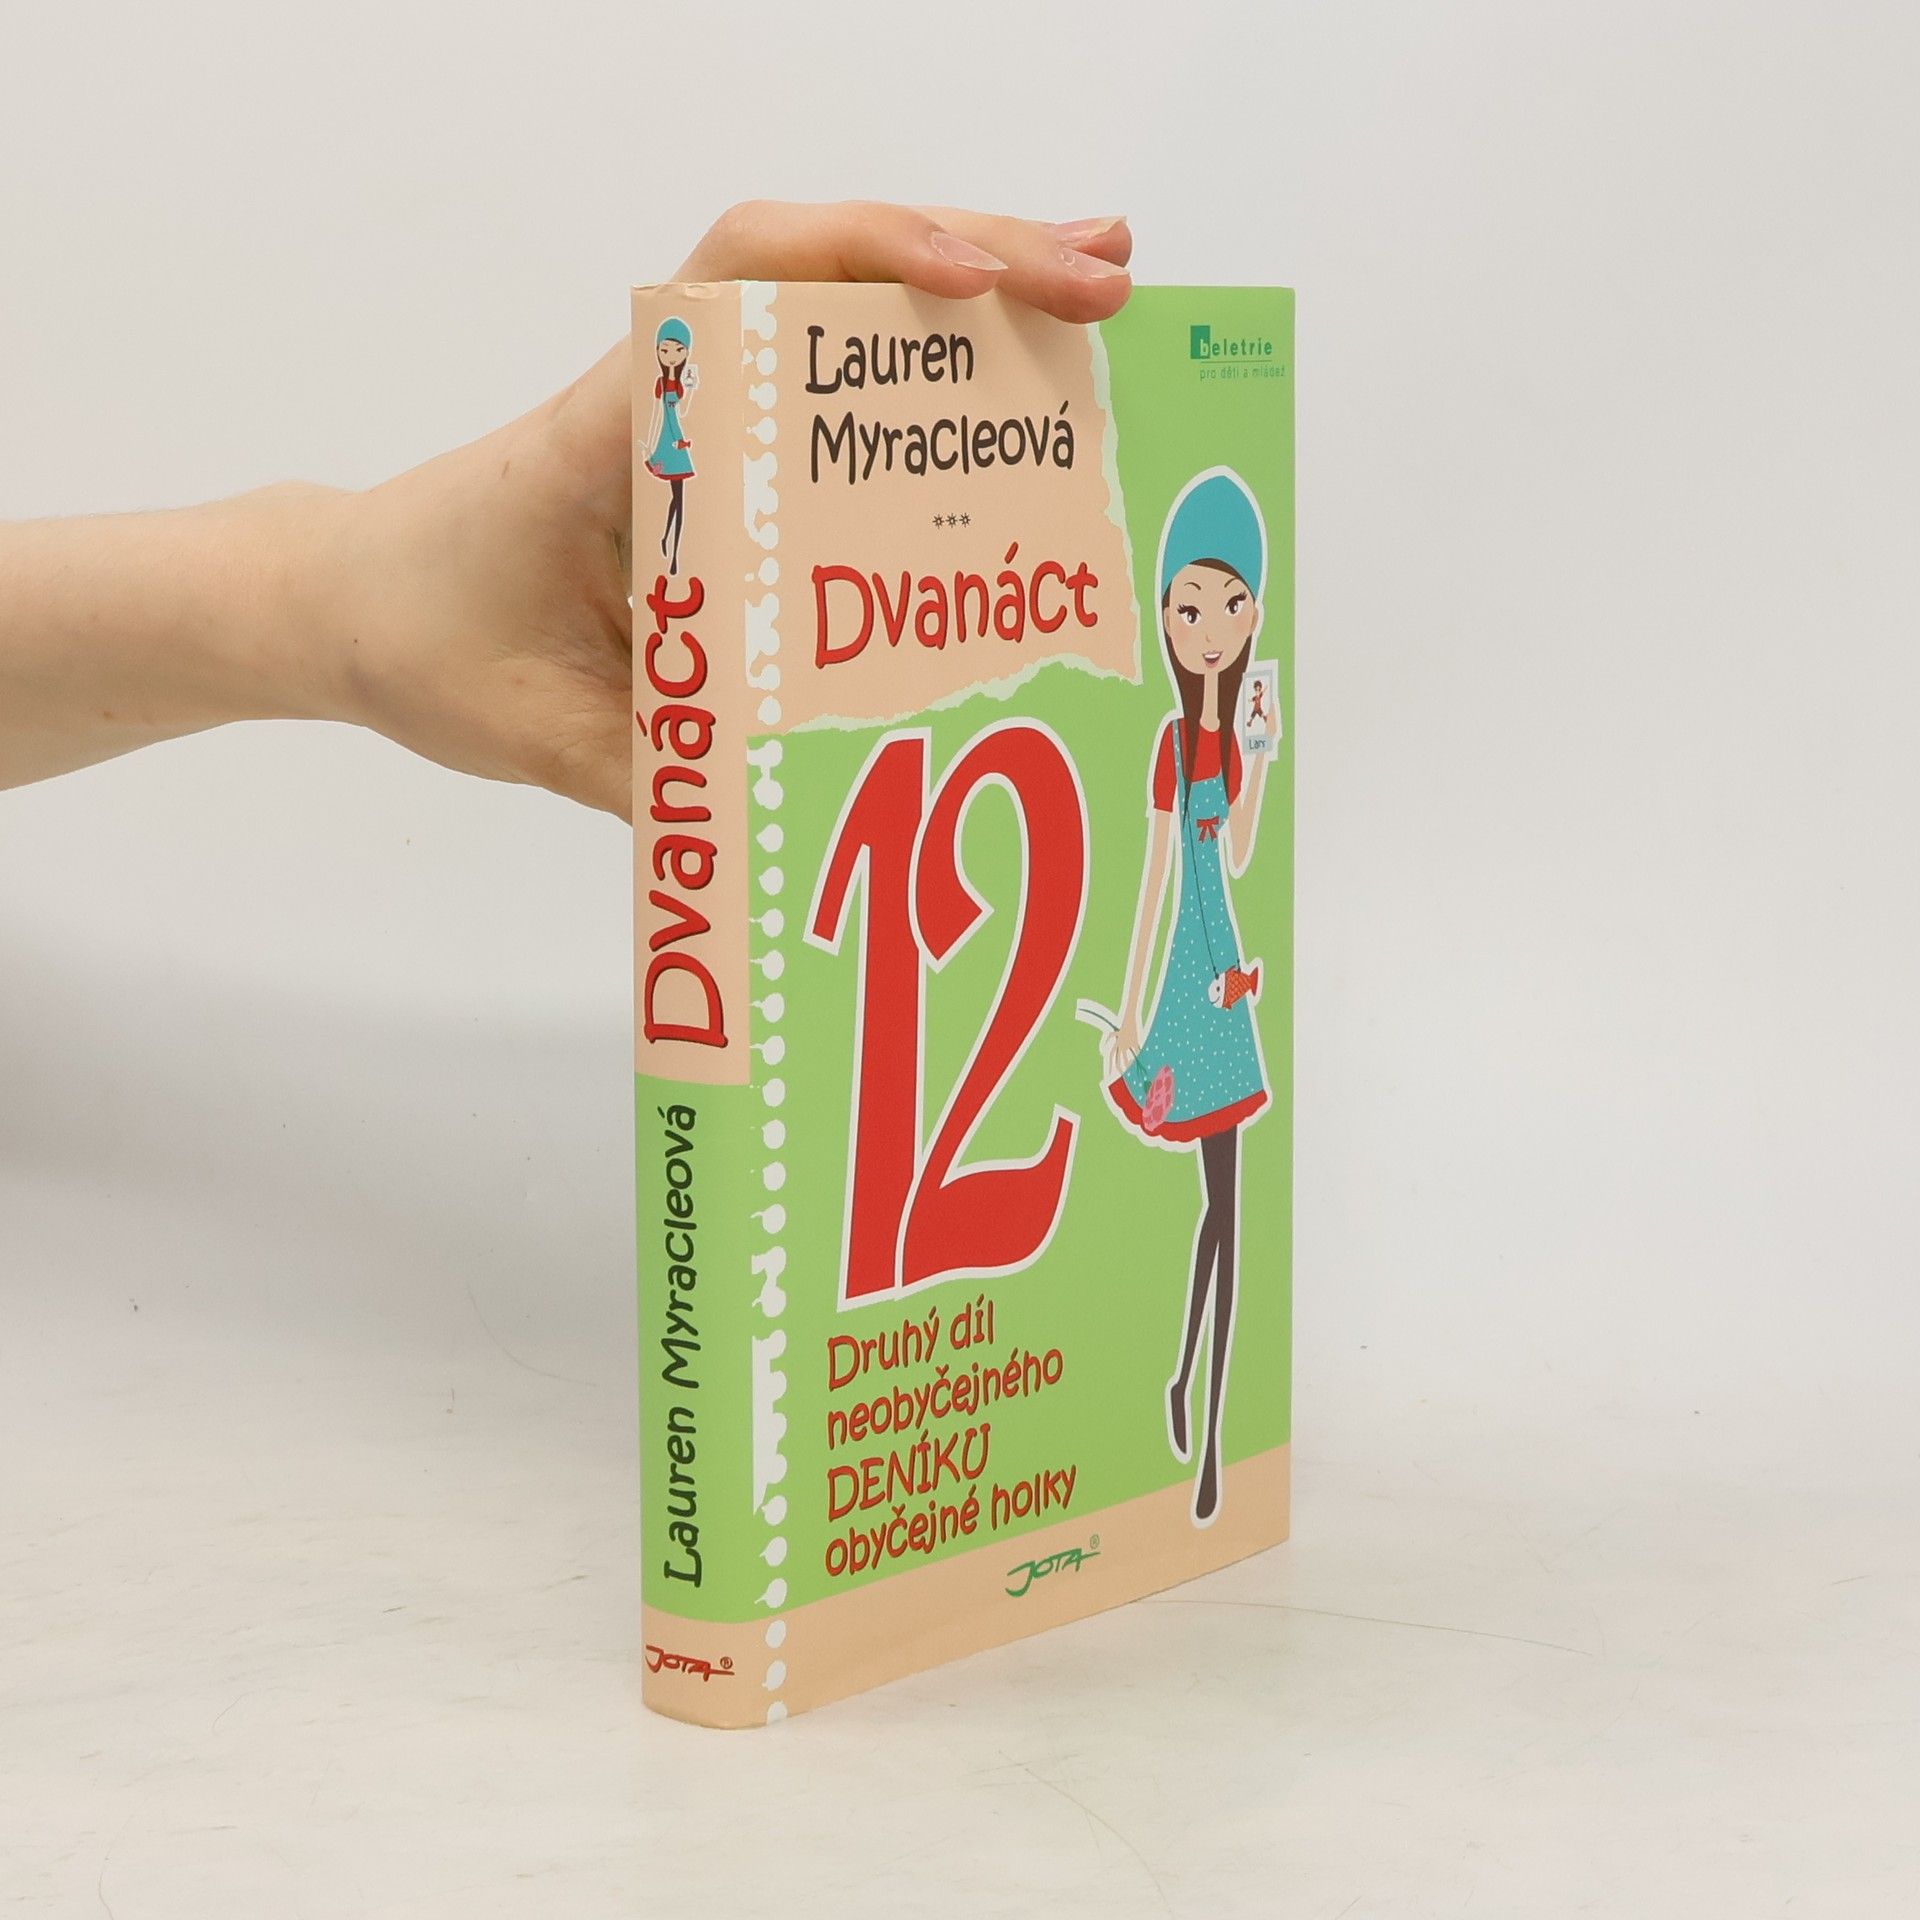 Dvanáct
Lauren Myracleová
JOTA®
Lauren
Myracleová
***
Dvanáct
beletrie
pro děti a mládež
Larr
12
Druhý díl
neobyčejného
DENÍKU
obyčejné holky
JOTA®